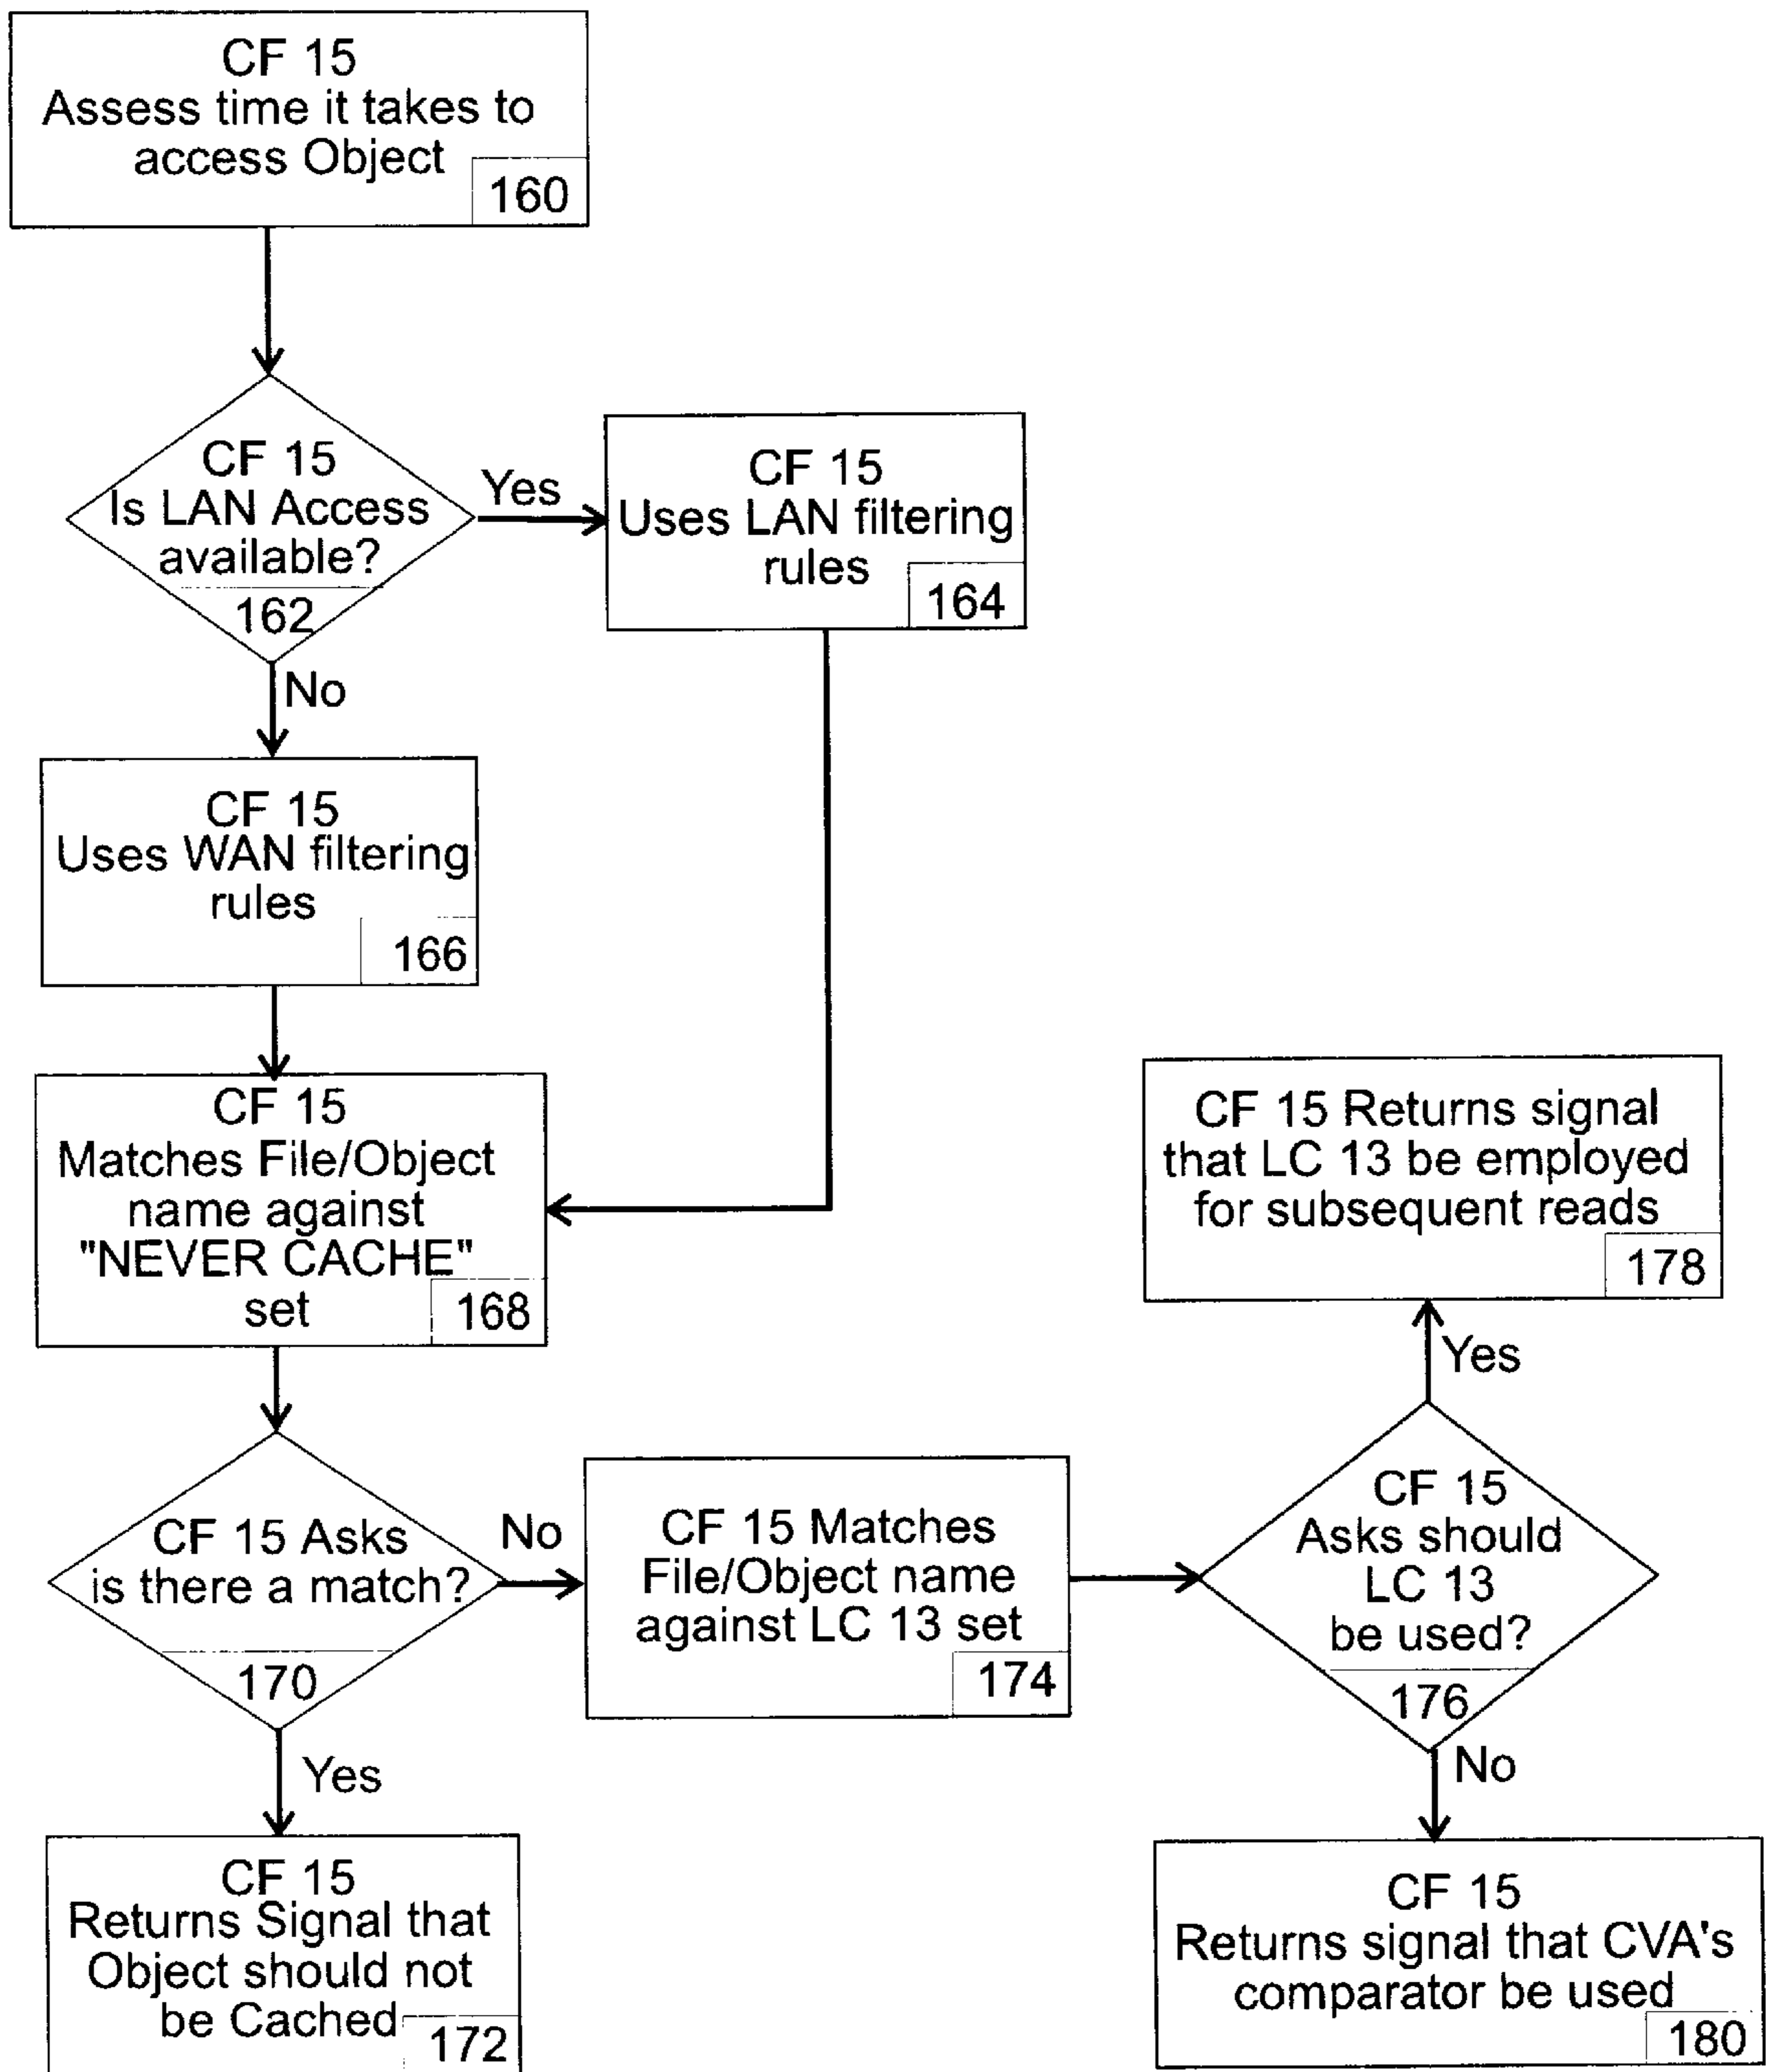 CF 15
Assess time it takes to
access Object
160
CF 15
Is LAN Access
available?
162
Yes
CF 15
Uses LAN filtering
rules
164
No
CF 15
Uses WAN filtering
rules
166
CF 15
Matches File/Object
name against
"NEVER CACHE"
set
168
CF 15 Asks
is there a match?
170
Yes
CF 15
Returns Signal that
Object should not
be Cached
172
No
CF 15 Matches
File/Object name
against LC 13 set
174
CF 15
Asks should
LC 13
be used?
176
Yes
CF 15 Returns signal
that LC 13 be employed
for subsequent reads
178
No
CF 15
Returns signal that CVA's
comparator be used
180